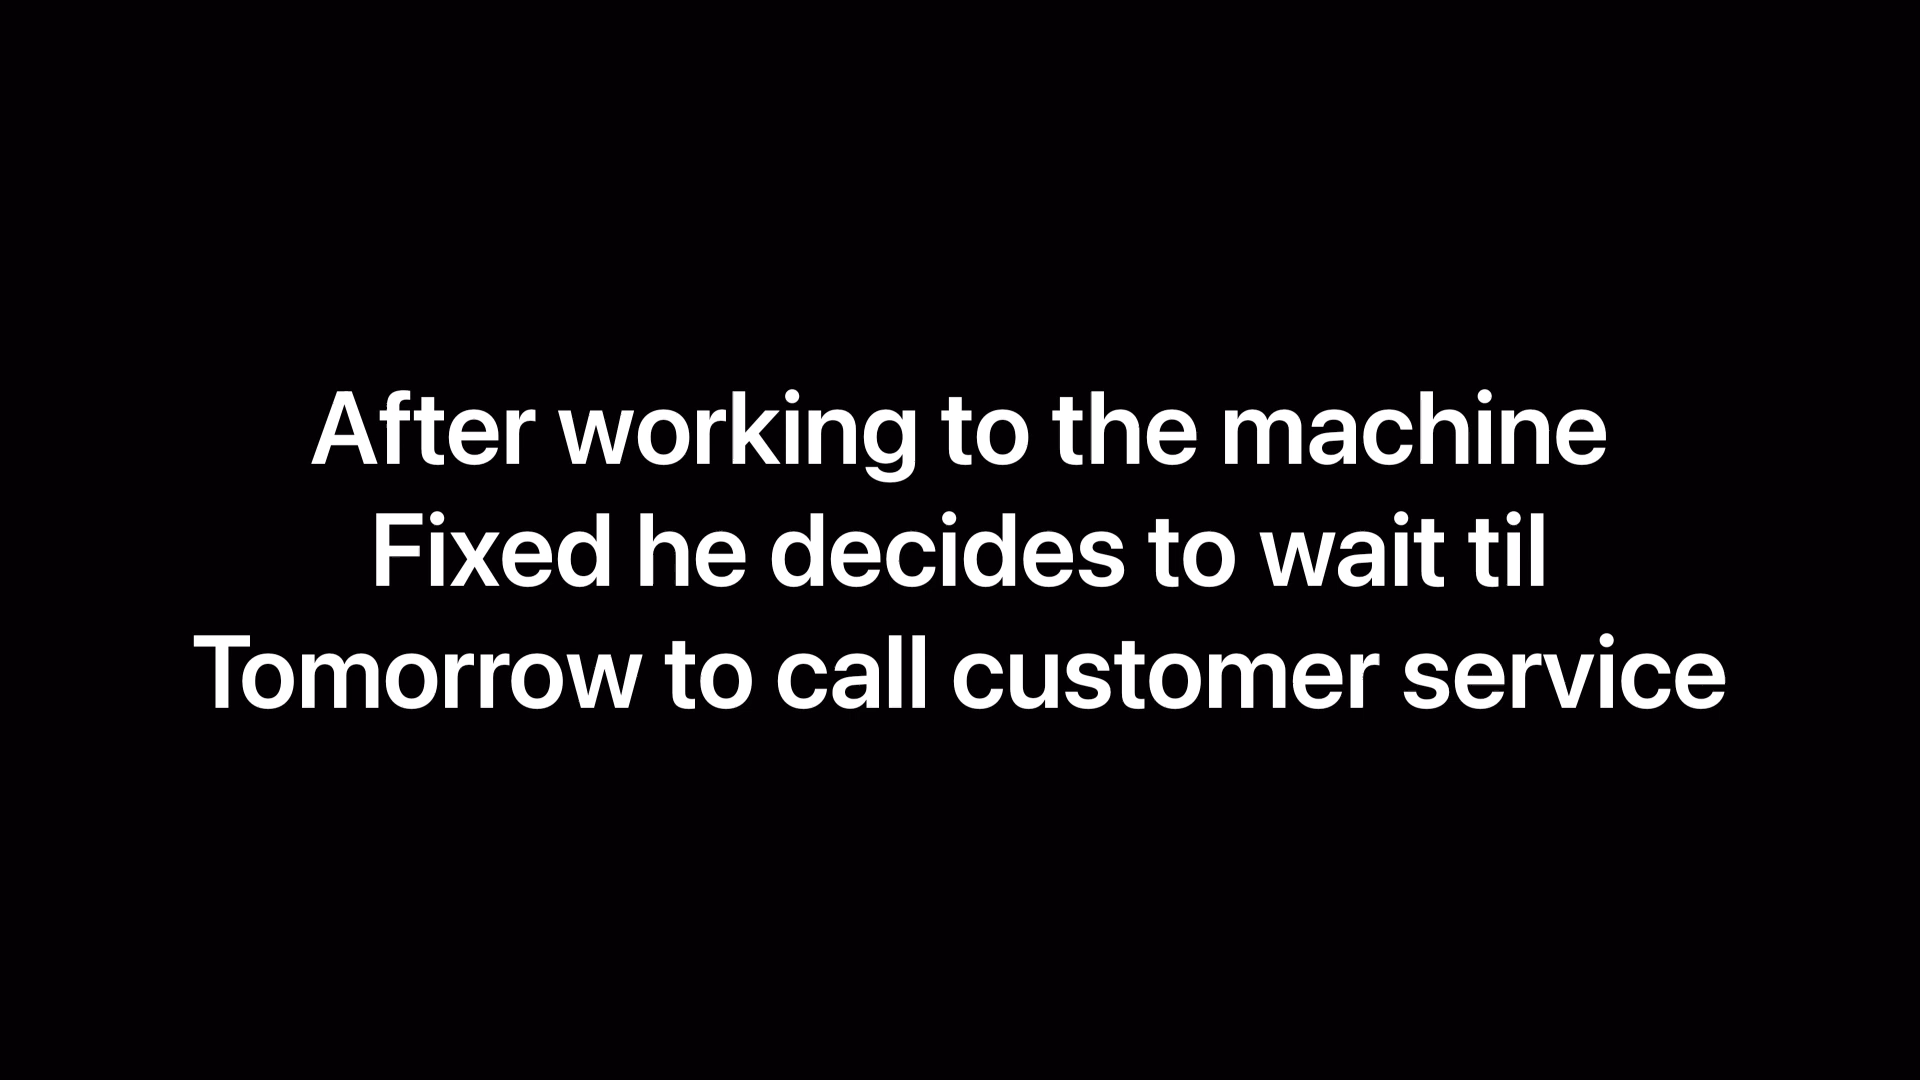 After working to the machine
Fixed he decides to wait til
Tomorrow to call customer service